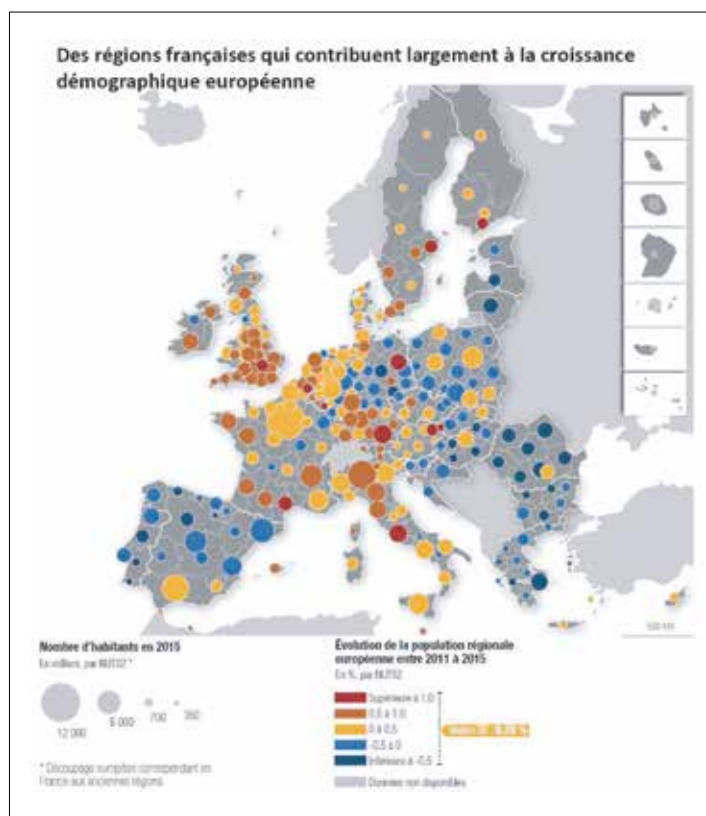 Des régions françaises qui contribuent largement à la croissance
démographique européenne
Nombre d'habitants en 2015
En milliers, par NUTS2 *
12 000
6 000
700
350
* Découpage européen correspondant en
France aux anciennes régions.
Évolution de la population régionale
européenne entre 2011 à 2015
En %, par NUTS2
Supérieure à 1,0
0,5 à 1,0
0 à 0,5
-0,5 à 0
Inférieure à -0,5
Données non disponibles